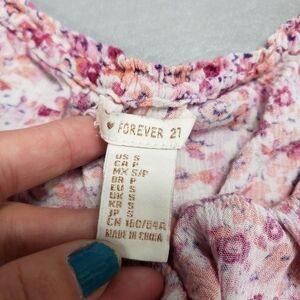 FOREVER 21
US S
CA P
MX S/P
BR P
EU S
UK S
KR S
JP S
CN 160/84A
MADE IN CHINA